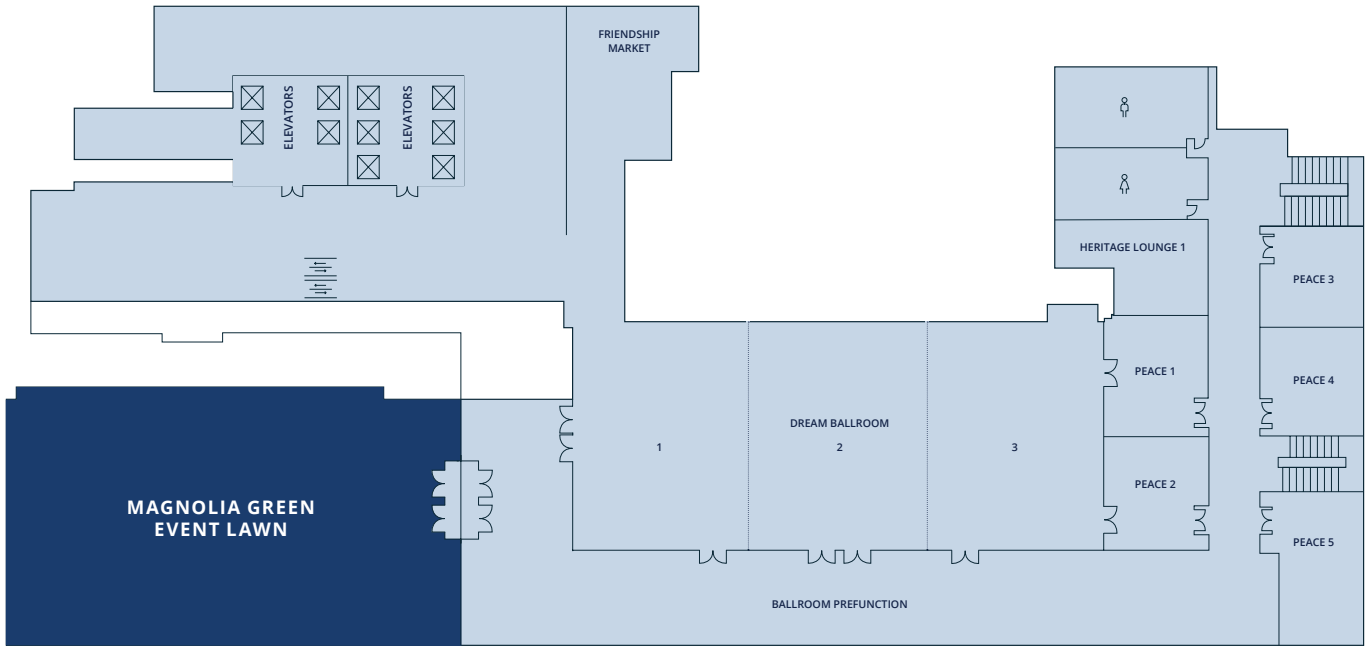 FRIENDSHIP
MARKET
ELEVATORS
ELEVATORS
HERITAGE LOUNGE 1
PEACE 3
PEACE 1
PEACE 4
DREAM BALLROOM
1
2
3
PEACE 2
MAGNOLIA GREEN
EVENT LAWN
PEACE 5
BALLROOM PREFUNCTION